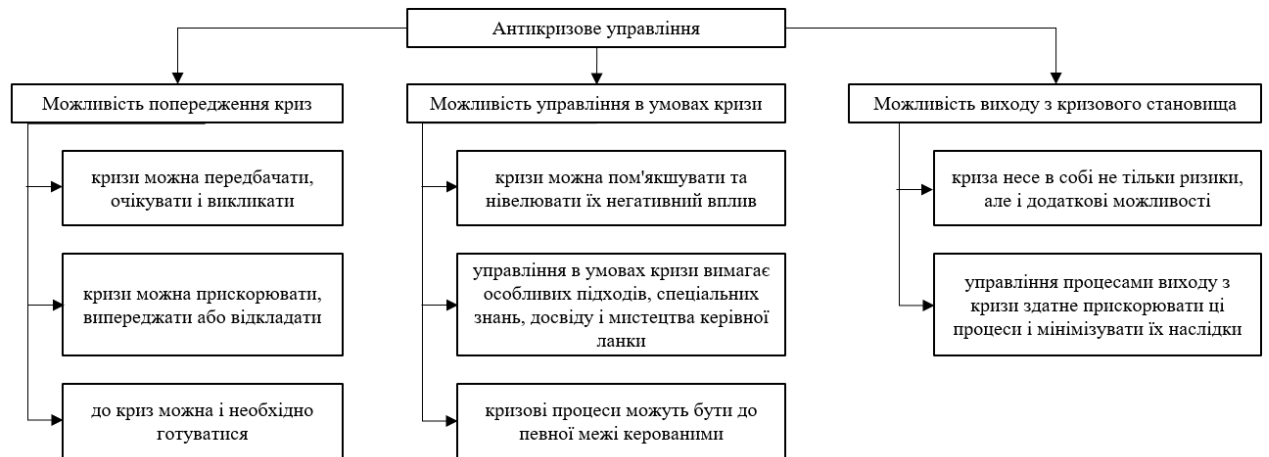 Антикризове управління
Можливість попередження криз
кризи можна передбачати,
очікувати і викликати
кризи можна прискорювати,
випереджати або відкладати
до криз можна і необхідно
готуватися
Можливість управління в умовах кризи
кризи можна пом'якшувати та
нівелювати їх негативний вплив
управління в умовах кризи вимагає
особливих підходів, спеціальних
знань, досвіду і мистецтва керівної
ланки
кризові процеси можуть бути до
певної межі керованими
Можливість виходу з кризового становища
криза несе в собі не тільки ризики,
але і додаткові можливості
управління процесами виходу з
кризи здатне прискорювати ці
процеси і мінімізувати їх наслідки